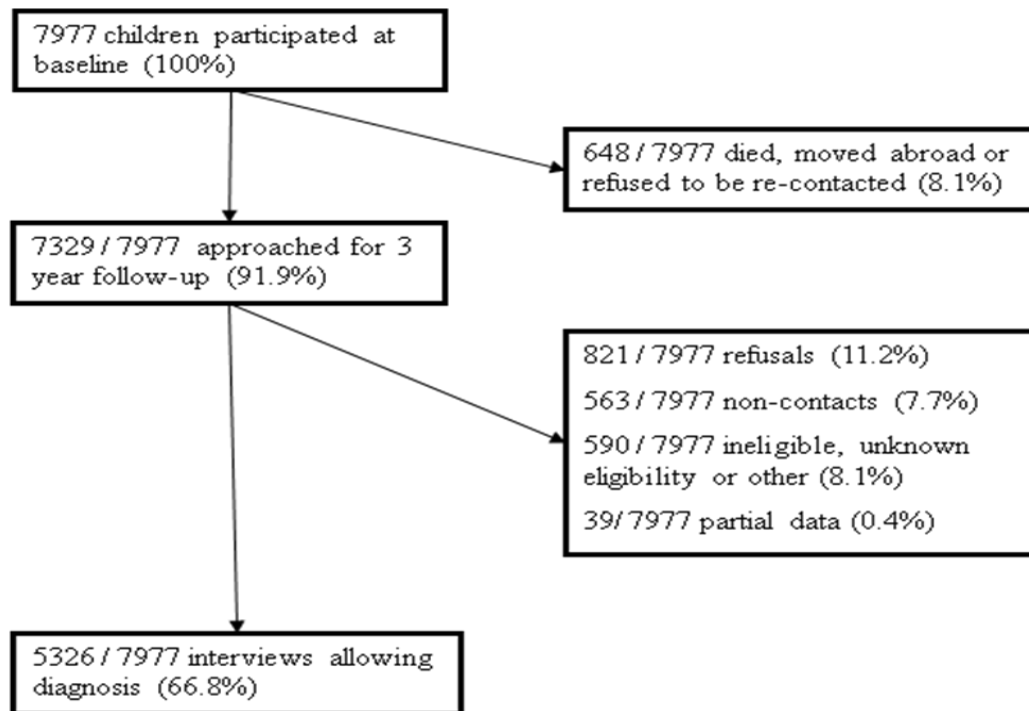 7977 children participated at
baseline (100%)
648 / 7977 died, moved abroad or
refused to be re-contacted (8.1%)
7329 / 7977 approached for 3
year follow-up (91.9%)
821 / 7977 refusals (11.2%)
563 / 7977 non-contacts (7.7%)
590 / 7977 ineligible, unknown
eligibility or other (8.1%)
39/ 7977 partial data (0.4%)
5326 / 7977 interviews allowing
diagnosis (66.8%)